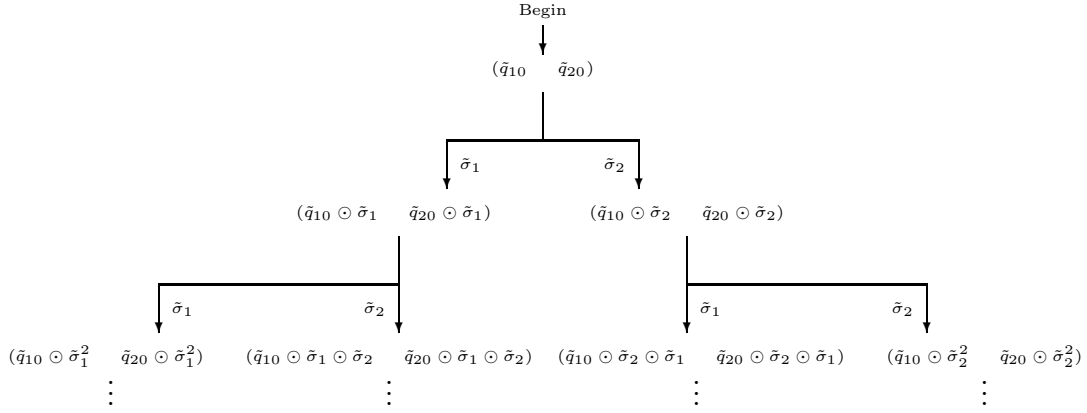 Begin
(q̃₁₀ q̃₂₀)
σ̃₁ σ̃₂
(q̃₁₀ ⊙ σ̃₁ q̃₂₀ ⊙ σ̃₁) (q̃₁₀ ⊙ σ̃₂ q̃₂₀ ⊙ σ̃₂)
σ̃₁ σ̃₂ σ̃₁ σ̃₂
(q̃₁₀ ⊙ σ̃₁² q̃₂₀ ⊙ σ̃₁²) (q̃₁₀ ⊙ σ̃₁ ⊙ σ̃₂ q̃₂₀ ⊙ σ̃₁ ⊙ σ̃₂) (q̃₁₀ ⊙ σ̃₂ ⊙ σ̃₁ q̃₂₀ ⊙ σ̃₂ ⊙ σ̃₁) (q̃₁₀ ⊙ σ̃₂² q̃₂₀ ⊙ σ̃₂²)
⋮ ⋮ ⋮ ⋮